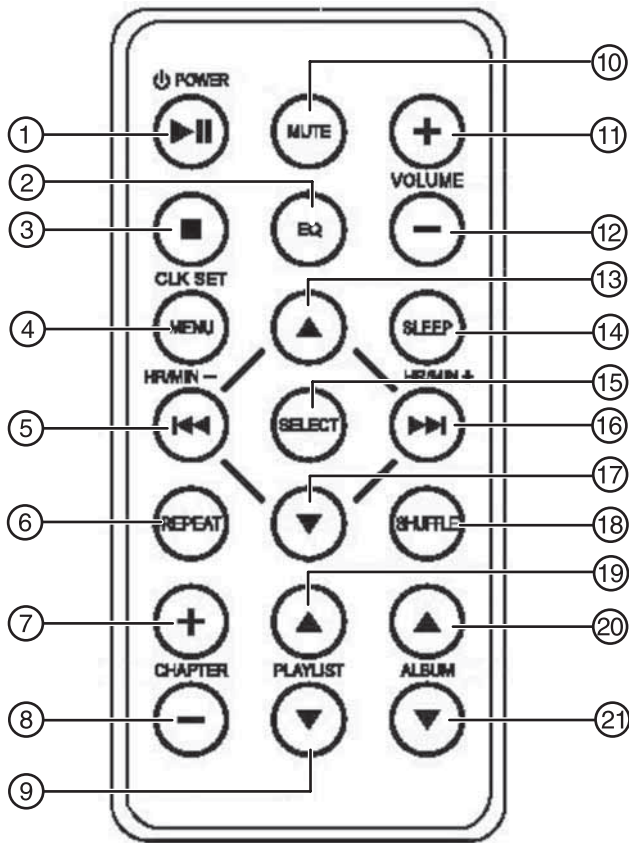 ⏻ POWER
MUTE
VOLUME
EQ
CLK SET
MENU
SLEEP
HR/MIN −
HR/MIN +
SELECT
REPEAT
SHUFFLE
CHAPTER
PLAYLIST
ALBUM
1
2
3
4
5
6
7
8
9
10
11
12
13
14
15
16
17
18
19
20
21